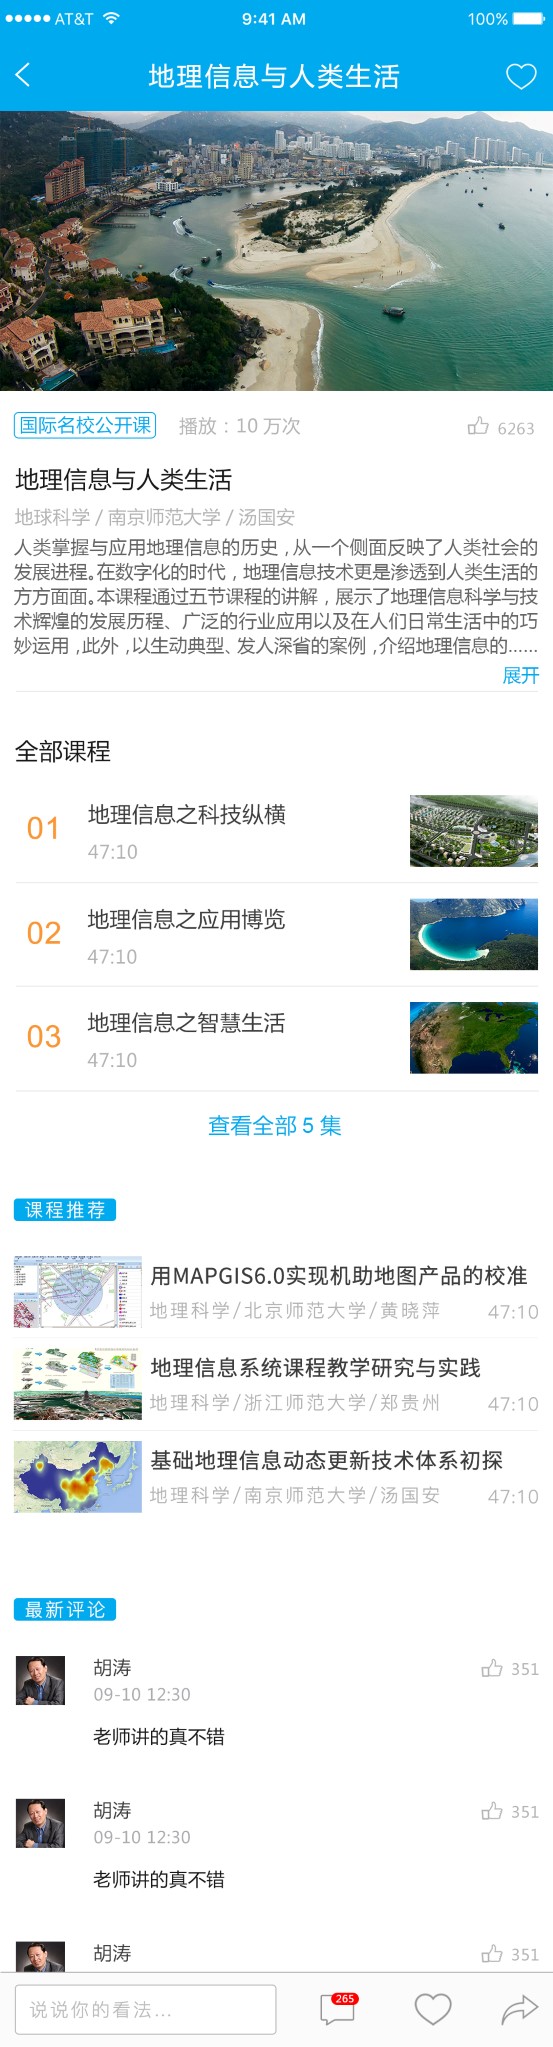 AT&T 9:41 AM 100%
地理信息与人类生活
国际名校公开课 播放：10 万次 6263
地理信息与人类生活
地球科学 / 南京师范大学 / 汤国安
人类掌握与应用地理信息的历史，从一个侧面反映了人类社会的
发展进程。在数字化的时代，地理信息技术更是渗透到人类生活的
方方面面。本课程通过五节课程的讲解，展示了地理信息科学与技
术辉煌的发展历程、广泛的行业应用以及在人们日常生活中的巧
妙运用，此外，以生动典型、发人深省的案例，介绍地理信息的......
展开
全部课程
01 地理信息之科技纵横
47:10
02 地理信息之应用博览
47:10
03 地理信息之智慧生活
47:10
查看全部 5 集
课程推荐
用MAPGIS6.0实现机助地图产品的校准
地理科学/北京师范大学/黄晓萍 47:10
地理信息系统课程教学研究与实践
地理科学/浙江师范大学/郑贵州 47:10
基础地理信息动态更新技术体系初探
地理科学/南京师范大学/汤国安 47:10
最新评论
胡涛 351
09-10 12:30
老师讲的真不错
胡涛 351
09-10 12:30
老师讲的真不错
胡涛 351
说说你的看法... 265